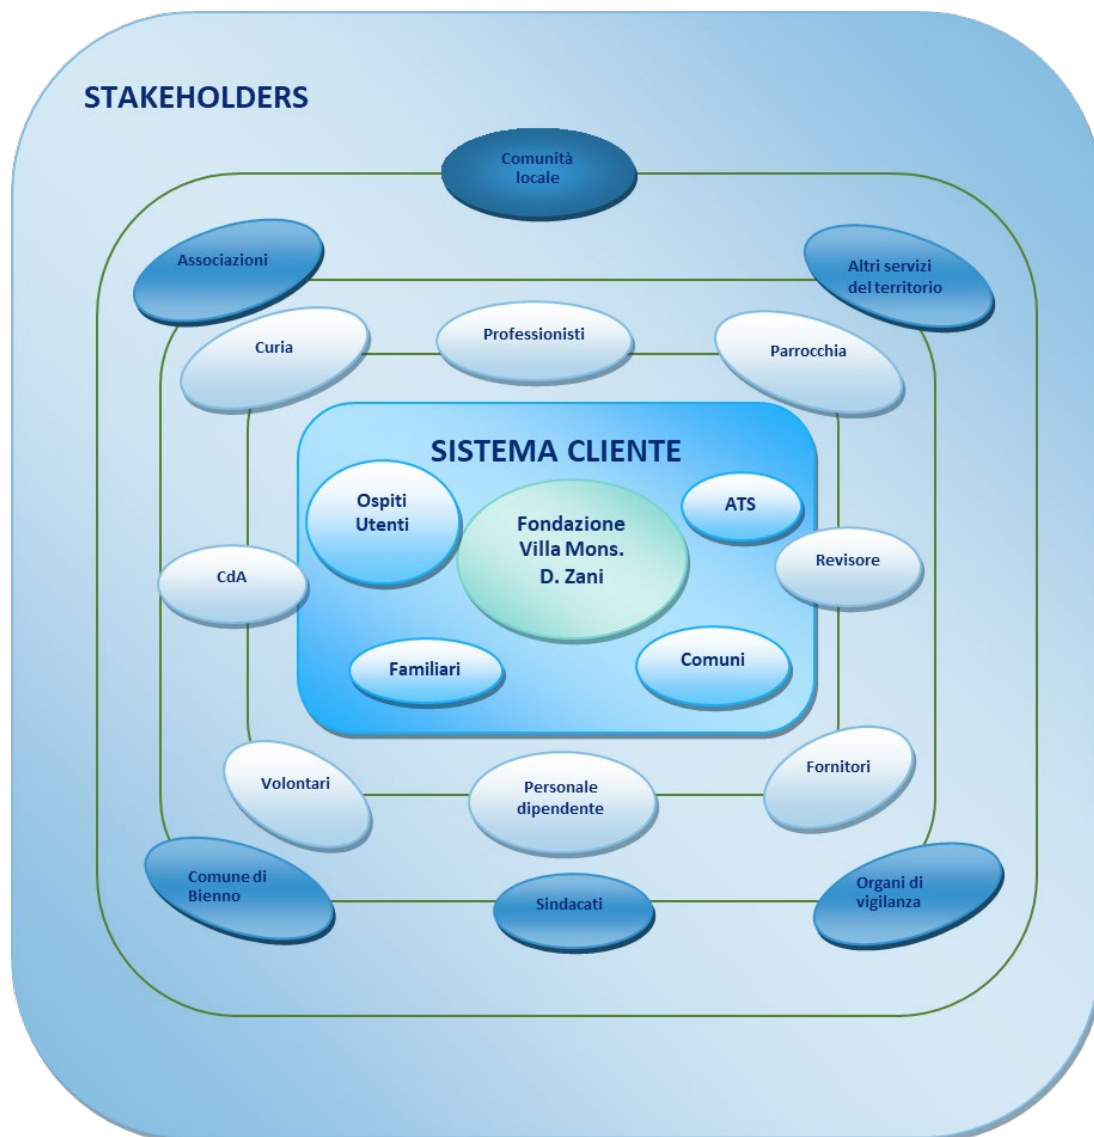 STAKEHOLDERS
Comunità
locale
Associazioni
Altri servizi
del territorio
Curia
Professionisti
Parrocchia
SISTEMA CLIENTE
Ospiti
Utenti
Fondazione
Villa Mons.
D. Zani
ATS
CdA
Revisore
Familiari
Comuni
Volontari
Personale
dipendente
Fornitori
Comune di
Bienno
Sindacati
Organi di
vigilanza